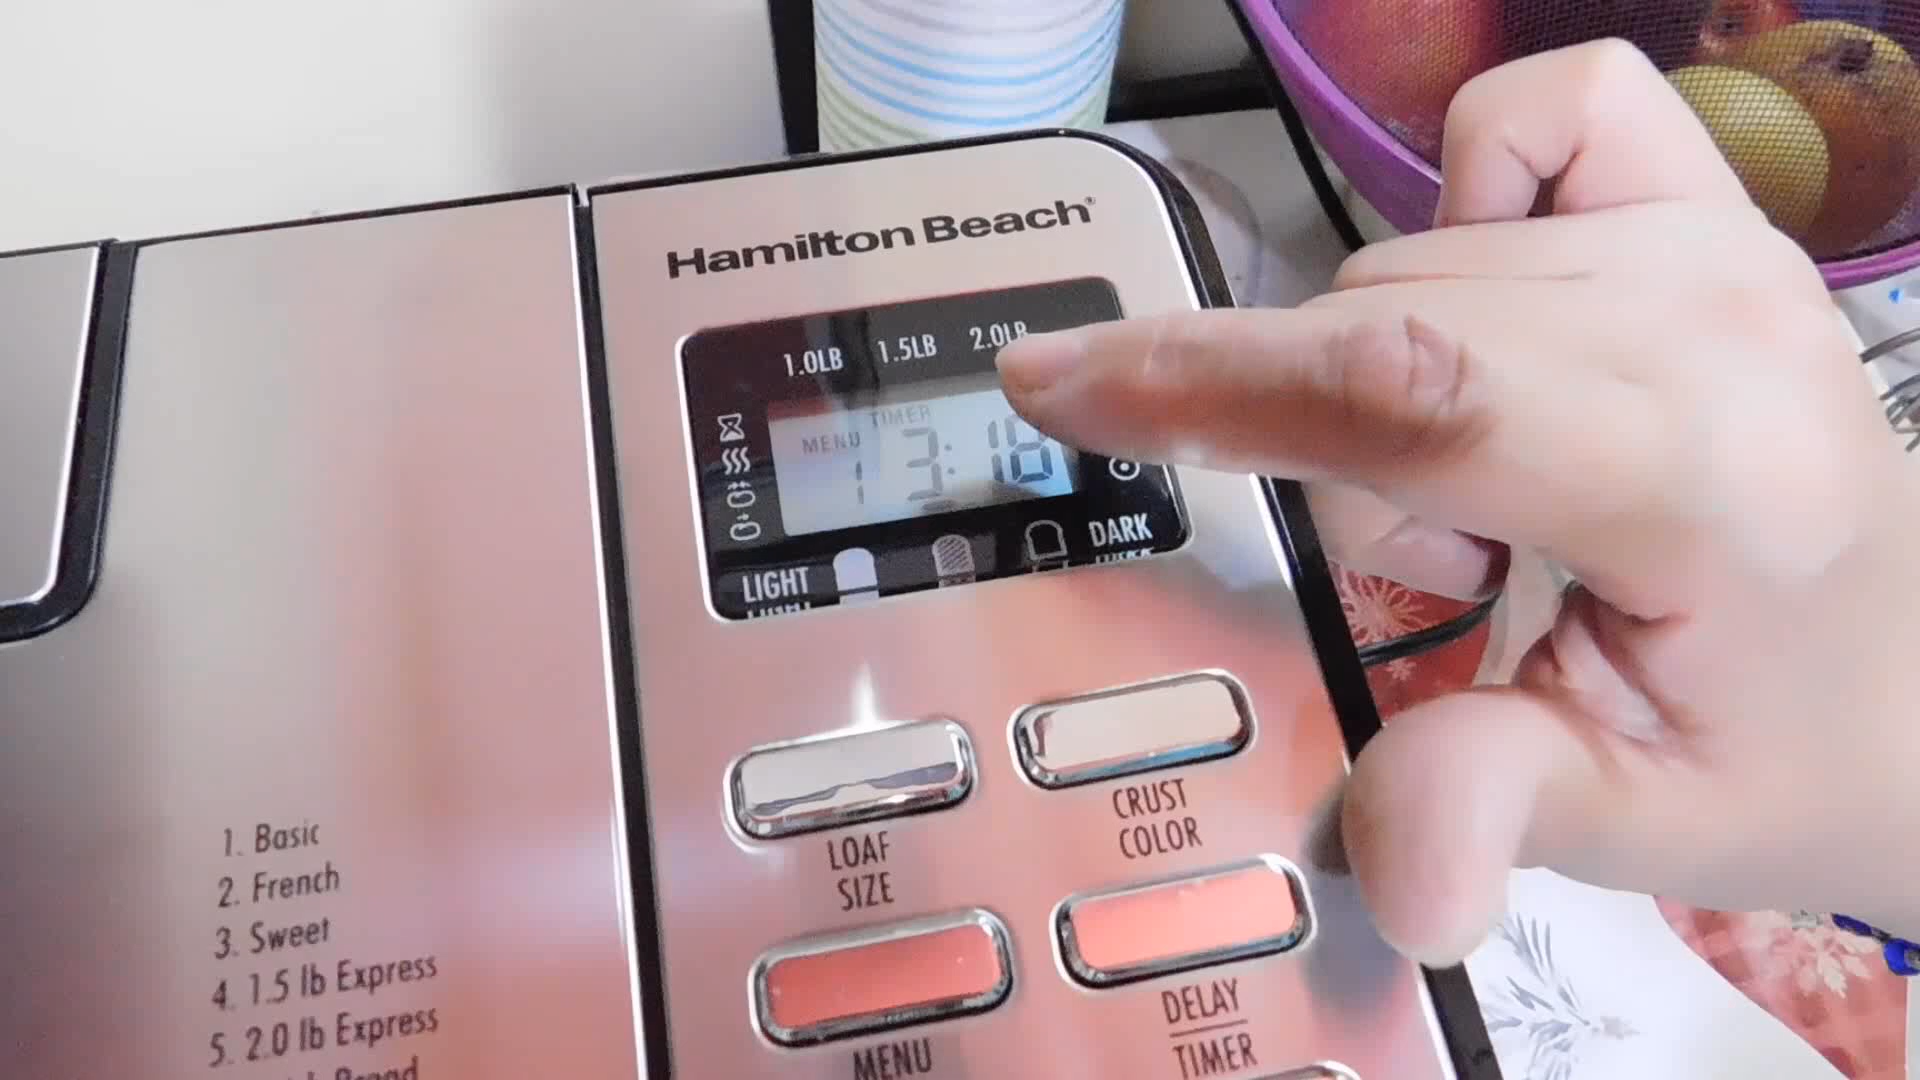 Hamilton Beach®
1.0LB 1.5LB 2.0LB
TIMER
MENU
1 3:18
LIGHT DARK
LOAF
SIZE
CRUST
COLOR
MENU
DELAY
TIMER
1. Basic
2. French
3. Sweet
4. 1.5 lb Express
5. 2.0 lb Express
Bread